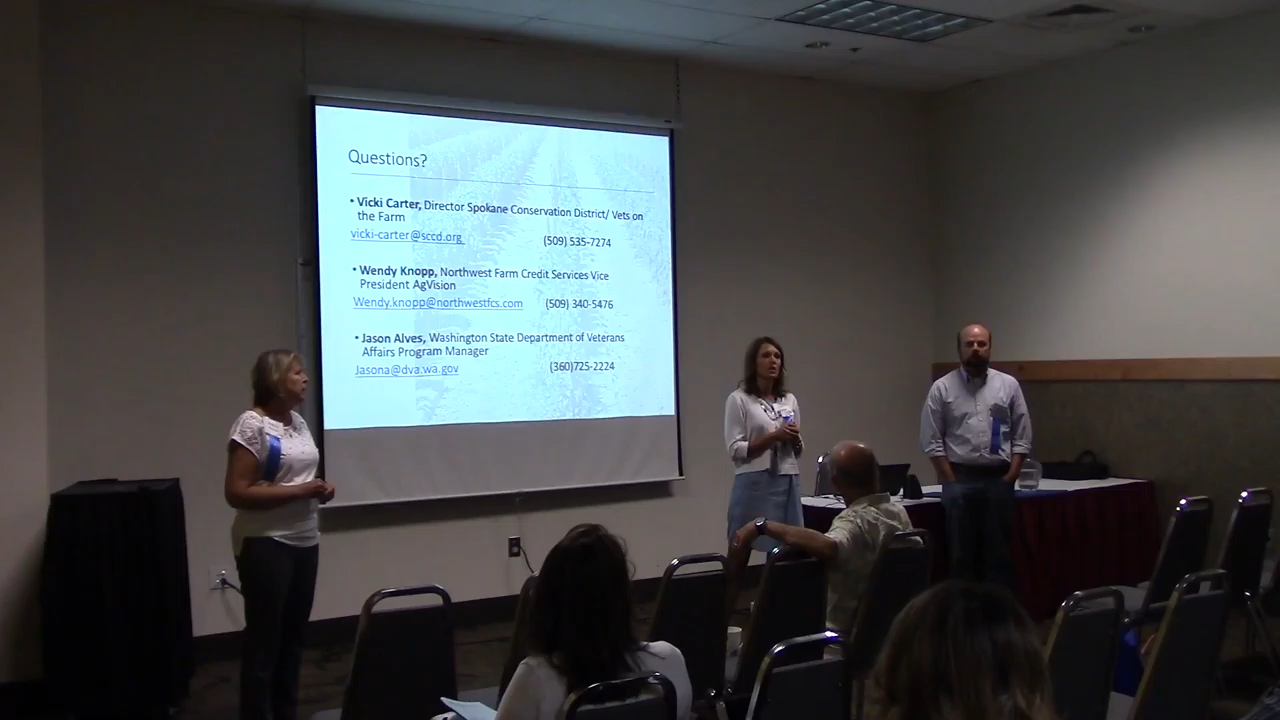 Questions?
• Vicki Carter, Director Spokane Conservation District/ Vets on
the Farm
vicki-carter@sccd.org (509) 535-7274
• Wendy Knopp, Northwest Farm Credit Services Vice
President AgVision
Wendy.knopp@northwestfcs.com (509) 340-5476
• Jason Alves, Washington State Department of Veterans
Affairs Program Manager
Jasona@dva.wa.gov (360)725-2224